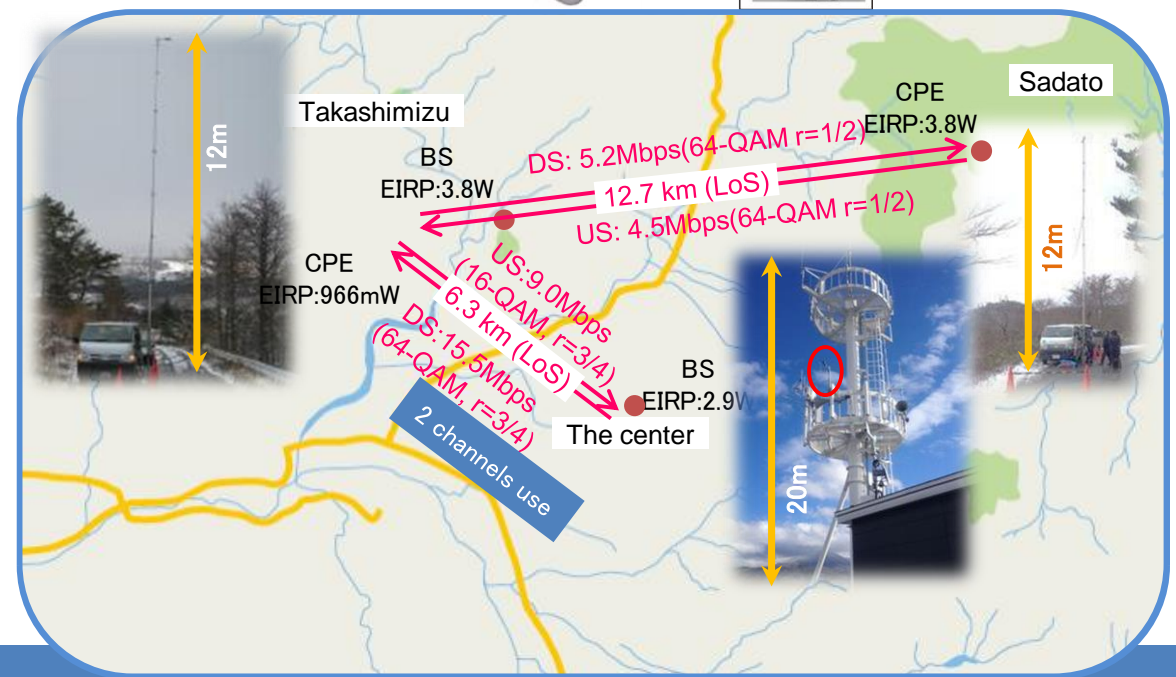 Takashimizu
Sadato
12m
CPE
EIRP:3.8W
BS
EIRP:3.8W
DS: 5.2Mbps(64-QAM r=1/2)
12.7 km (LoS)
US: 4.5Mbps(64-QAM r=1/2)
12m
CPE
EIRP:966mW
US:9.0Mbps
(16-QAM, r=3/4)
6.3 km (LoS)
DS:15.5Mbps
(64-QAM, r=3/4)
2 channels use
BS
EIRP:2.9W
The center
20m